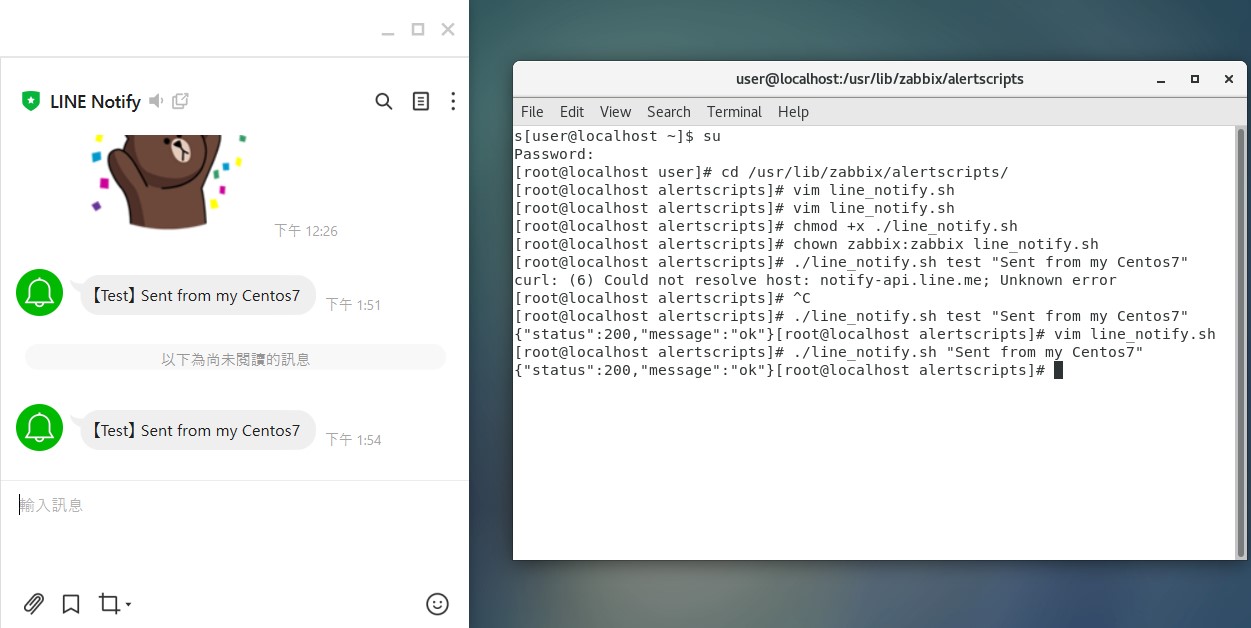 LINE Notify
下午 12:26
【Test】 Sent from my Centos7
下午 1:51
以下為尚未閱讀的訊息
【Test】 Sent from my Centos7
下午 1:54
輸入訊息
user@localhost:/usr/lib/zabbix/alertscripts
File Edit View Search Terminal Help
s[user@localhost ~]$ su
Password:
[root@localhost user]# cd /usr/lib/zabbix/alertscripts/
[root@localhost alertscripts]# vim line_notify.sh
[root@localhost alertscripts]# vim line_notify.sh
[root@localhost alertscripts]# chmod +x ./line_notify.sh
[root@localhost alertscripts]# chown zabbix:zabbix line_notify.sh
[root@localhost alertscripts]# ./line_notify.sh test "Sent from my Centos7"
curl: (6) Could not resolve host: notify-api.line.me; Unknown error
[root@localhost alertscripts]# ^C
[root@localhost alertscripts]# ./line_notify.sh test "Sent from my Centos7"
{"status":200,"message":"ok"}[root@localhost alertscripts]# vim line_notify.sh
[root@localhost alertscripts]# ./line_notify.sh "Sent from my Centos7"
{"status":200,"message":"ok"}[root@localhost alertscripts]#